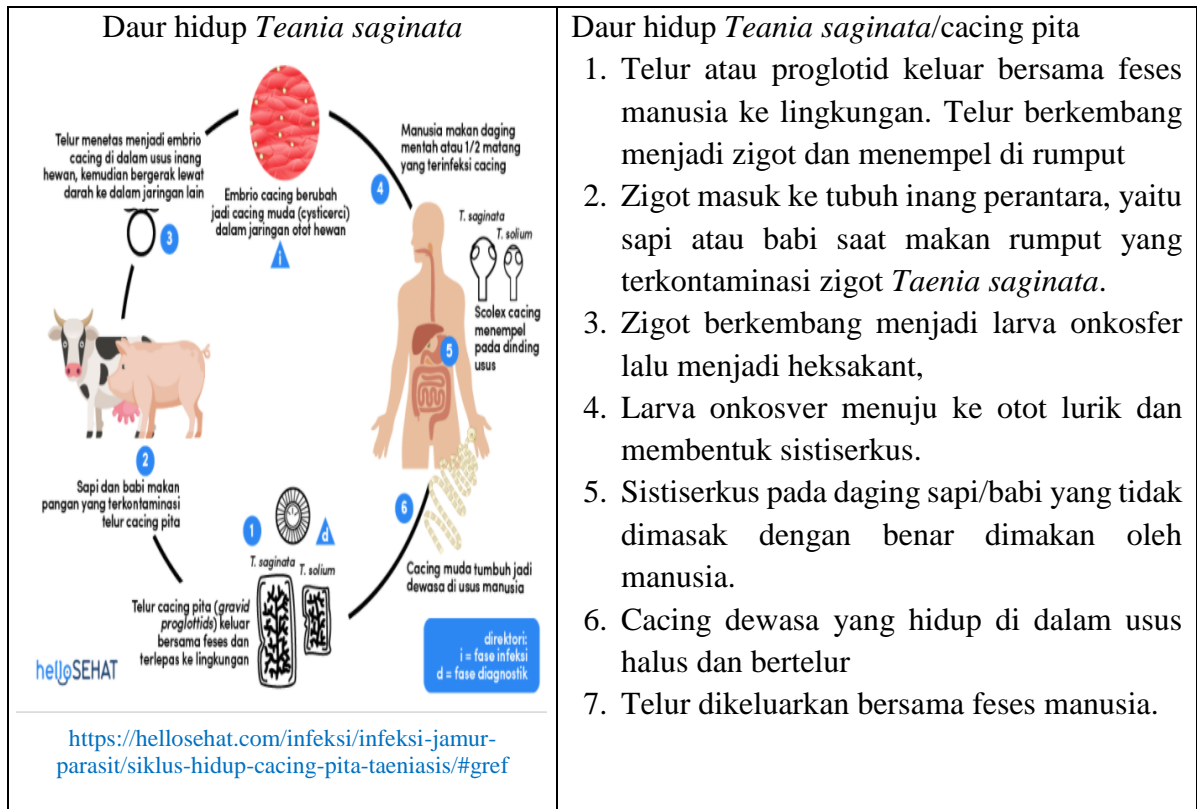 Daur hidup Teania saginata
Telur menetas menjadi embrio
cacing di dalam usus inang
hewan, kemudian bergerak lewat
darah ke dalam jaringan lain
3
Embrio cacing berubah
jadi cacing muda (cysticerci)
dalam jaringan otot hewan
i
Manusia makan daging
mentah atau 1/2 matang
yang terinfeksi cacing
4
T. saginata
T. solium
Scolex cacing
menempel
pada dinding
usus
5
2
Sapi dan babi makan
pangan yang terkontaminasi
telur cacing pita
6
Cacing muda tumbuh jadi
dewasa di usus manusia
1
d
T. saginata
T. solium
Telur cacing pita (gravid
proglottids) keluar
bersama feses dan
terlepas ke lingkungan
helloSEHAT
direktori:
i = fase infeksi
d = fase diagnostik
https://hellosehat.com/infeksi/infeksi-jamur-
parasit/siklus-hidup-cacing-pita-taeniasis/#gref
Daur hidup Teania saginata/cacing pita
1. Telur atau proglotid keluar bersama feses
manusia ke lingkungan. Telur berkembang
menjadi zigot dan menempel di rumput
2. Zigot masuk ke tubuh inang perantara, yaitu
sapi atau babi saat makan rumput yang
terkontaminasi zigot Taenia saginata.
3. Zigot berkembang menjadi larva onkosfer
lalu menjadi heksakant,
4. Larva onkosver menuju ke otot lurik dan
membentuk sistiserkus.
5. Sistiserkus pada daging sapi/babi yang tidak
dimasak dengan benar dimakan oleh
manusia.
6. Cacing dewasa yang hidup di dalam usus
halus dan bertelur
7. Telur dikeluarkan bersama feses manusia.